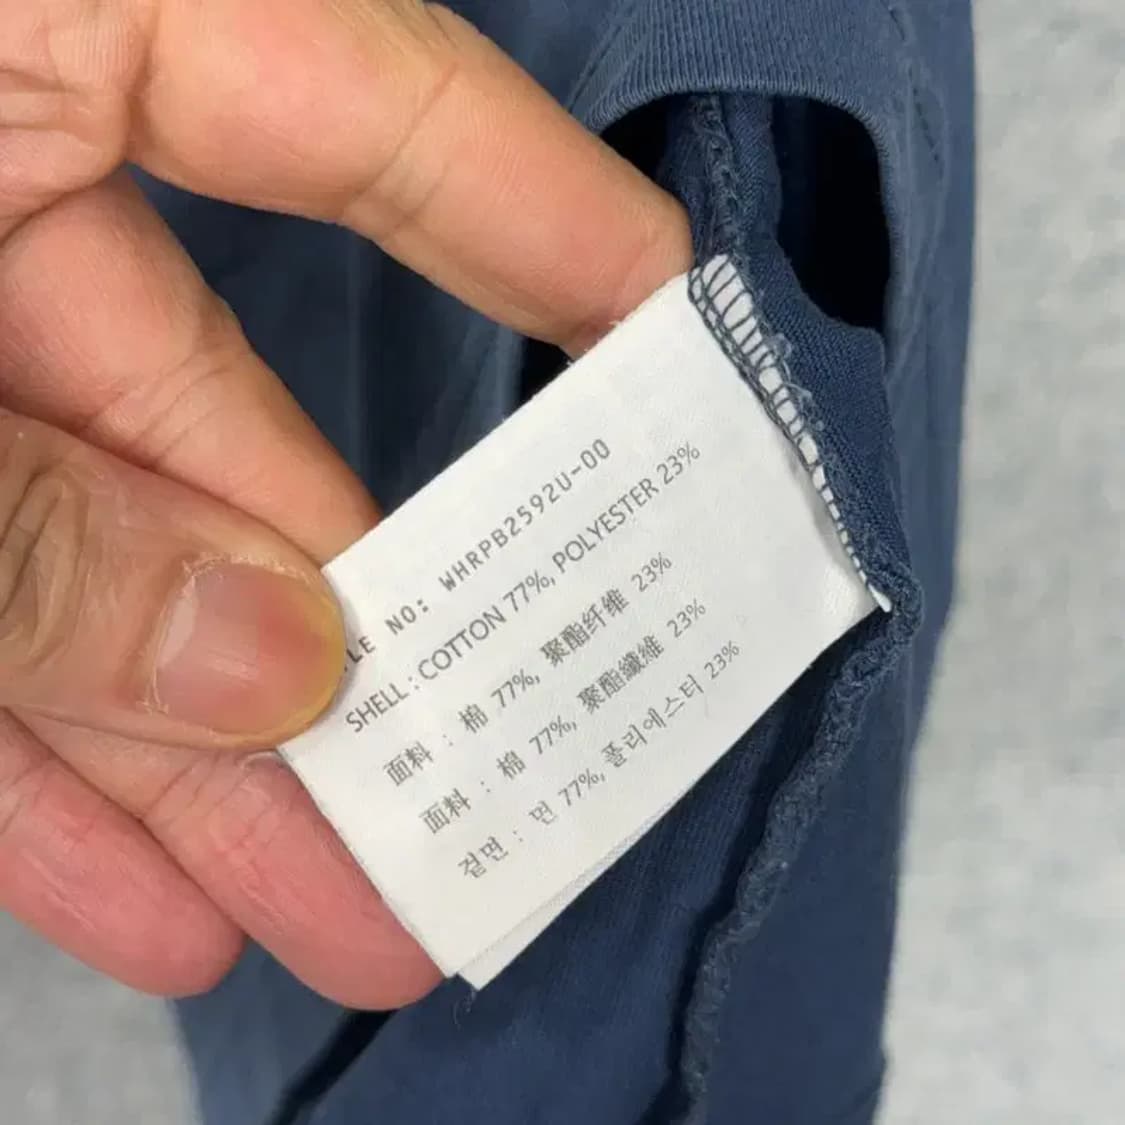 LE NO: WHRPB2592U-00
SHELL: COTTON 77%, POLYESTER 23%
面料 : 棉 77%, 聚酯纤维 23%
面料 : 棉 77%, 聚酯纖維 23%
겉면 : 면 77%, 폴리에스터 23%